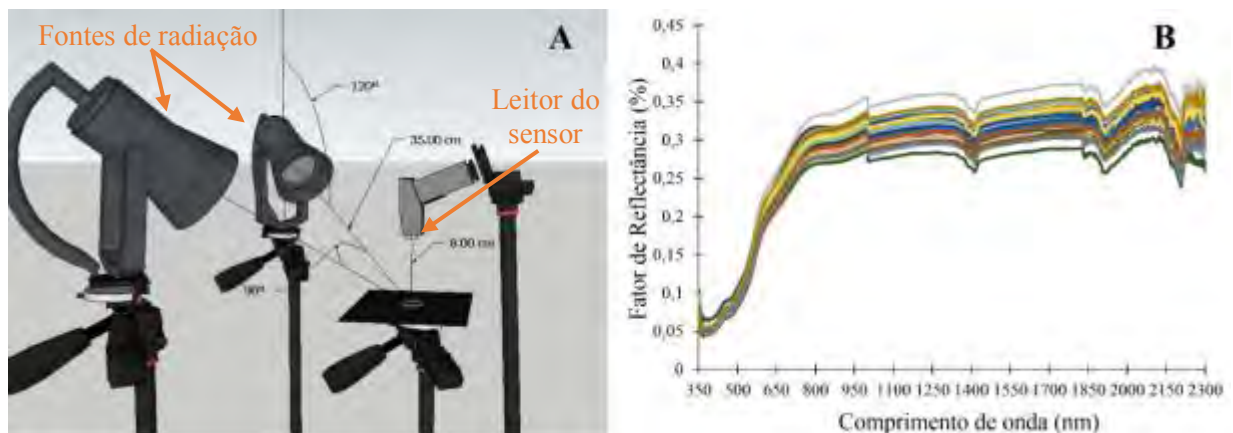 Fontes de radiação
A
Leitor do
sensor
120º
35.00 cm
8.00 cm
90º
B
Fator de Reflectância (%)
0,45
0,4
0,35
0,3
0,25
0,2
0,15
0,1
0,05
0
350 500 650 800 950 1100 1250 1400 1550 1700 1850 2000 2150 2300
Comprimento de onda (nm)